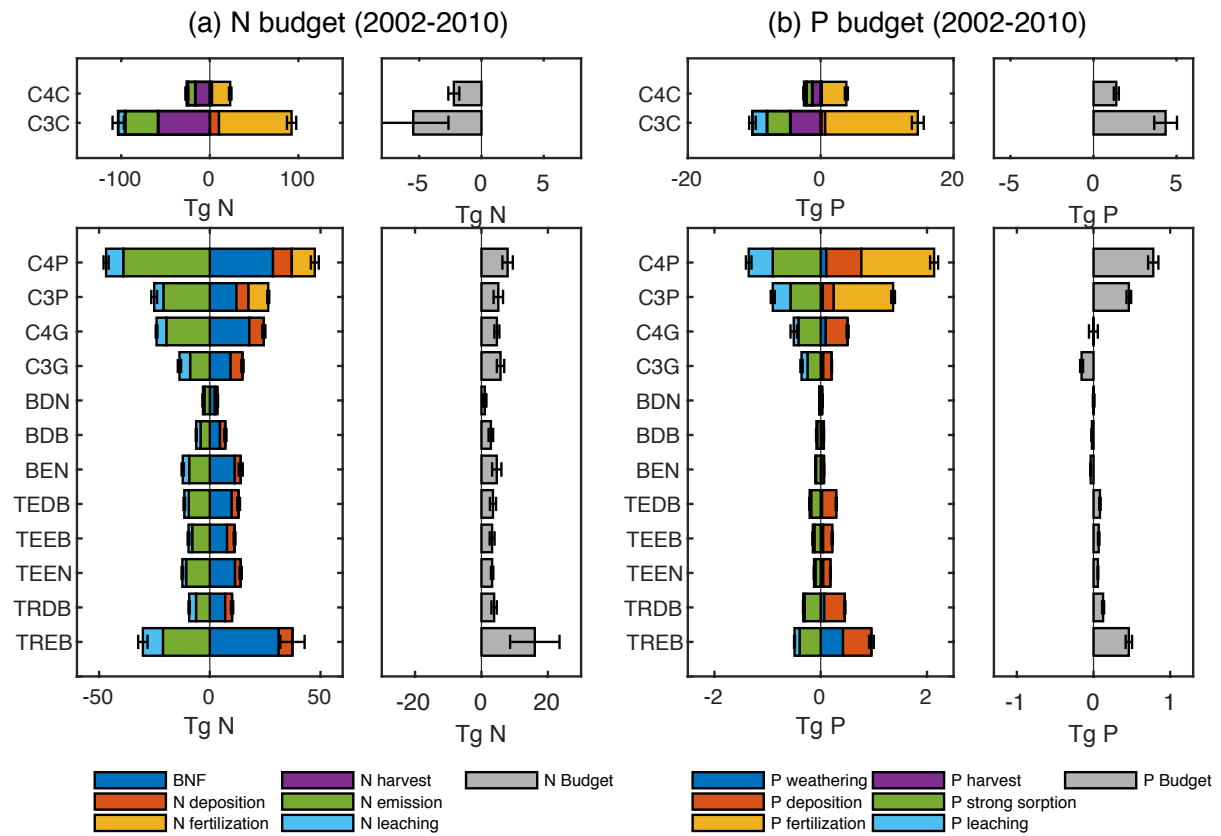 (a) N budget (2002-2010)
(b) P budget (2002-2010)
C4C
C3C
-100 0 100
Tg N
-5 0 5
Tg N
-20 0 20
Tg P
-5 0 5
Tg P
C4P
C3P
C4G
C3G
BDN
BDB
BEN
TEDB
TEEB
TEEN
TRDB
TREB
-50 0 50
Tg N
-20 0 20
Tg N
C4P
C3P
C4G
C3G
BDN
BDB
BEN
TEDB
TEEB
TEEN
TRDB
TREB
-2 0 2
Tg P
-1 0 1
Tg P
C4C
C3C
BNF
N deposition
N fertilization
N harvest
N emission
N leaching
N Budget
P weathering
P deposition
P fertilization
P harvest
P strong sorption
P leaching
P Budget